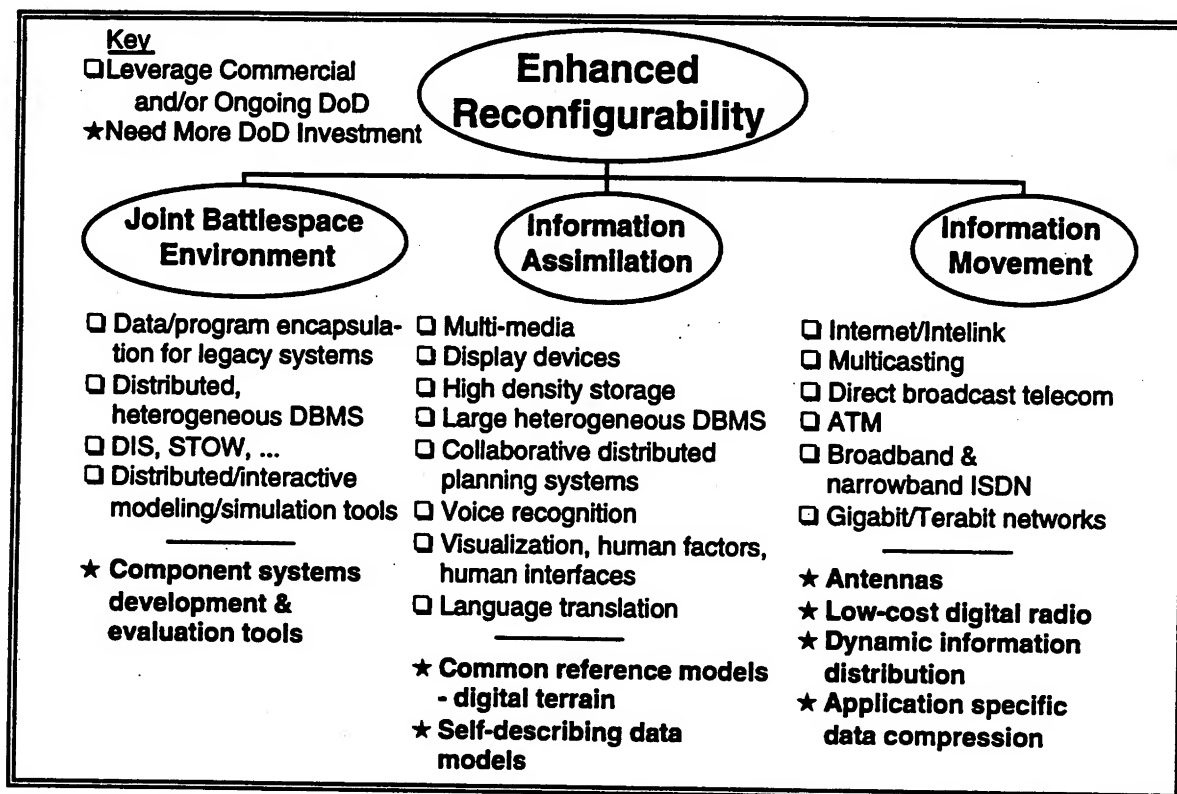 Key
❑Leverage Commercial
and/or Ongoing DoD
★Need More DoD Investment
Enhanced
Reconfigurability
Joint Battlespace
Environment
❑ Data/program encapsula-
tion for legacy systems
❑ Distributed,
heterogeneous DBMS
❑ DIS, STOW, ...
❑ Distributed/interactive
modeling/simulation tools
★ Component systems
development &
evaluation tools
Information
Assimilation
❑ Multi-media
❑ Display devices
❑ High density storage
❑ Large heterogeneous DBMS
❑ Collaborative distributed
planning systems
❑ Voice recognition
❑ Visualization, human factors,
human interfaces
❑ Language translation
★ Common reference models
- digital terrain
★ Self-describing data
models
Information
Movement
❑ Internet/Intelink
❑ Multicasting
❑ Direct broadcast telecom
❑ ATM
❑ Broadband &
narrowband ISDN
❑ Gigabit/Terabit networks
★ Antennas
★ Low-cost digital radio
★ Dynamic information
distribution
★ Application specific
data compression